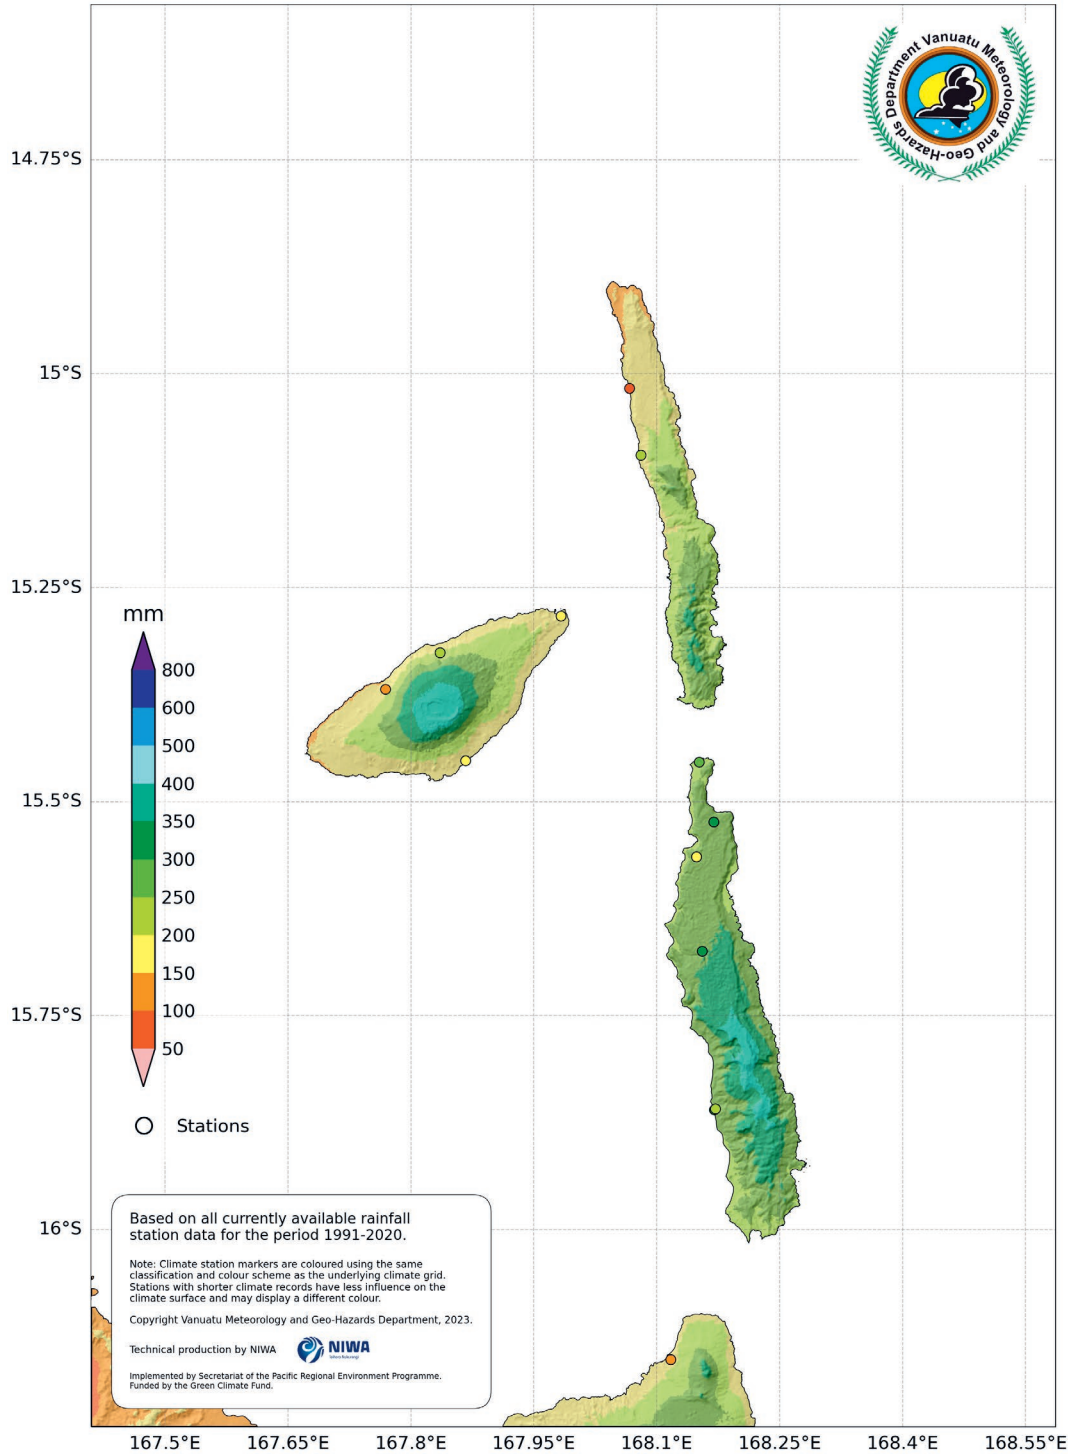 Department Vanuatu Meteorology and Geo-Hazards
14.75°S
15°S
15.25°S
15.5°S
15.75°S
16°S
mm
800
600
500
400
350
300
250
200
150
100
50
Stations
Based on all currently available rainfall
station data for the period 1991-2020.
Note: Climate station markers are coloured using the same
classification and colour scheme as the underlying climate grid.
Stations with shorter climate records have less influence on the
climate surface and may display a different colour.
Copyright Vanuatu Meteorology and Geo-Hazards Department, 2023.
Technical production by NIWA
NIWA
Implemented by Secretariat of the Pacific Regional Environment Programme.
Funded by the Green Climate Fund.
167.5°E 167.65°E 167.8°E 167.95°E 168.1°E 168.25°E 168.4°E 168.55°E